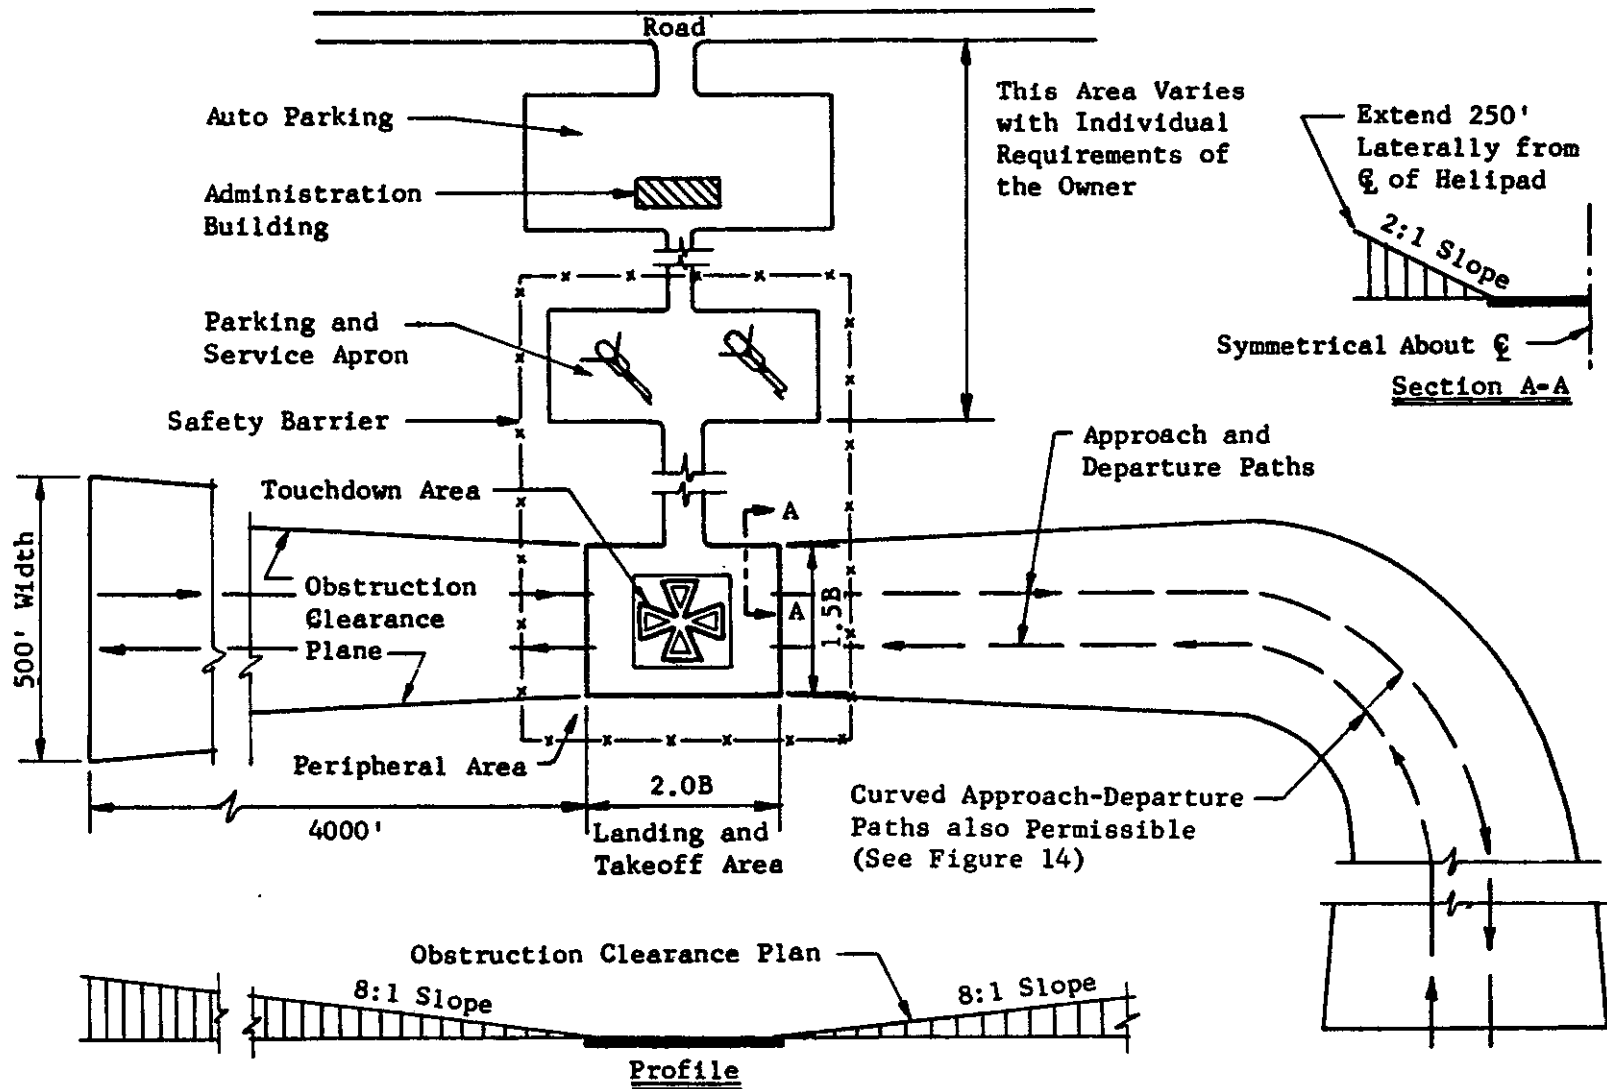 Road
Auto Parking
Administration
Building
This Area Varies
with Individual
Requirements of
the Owner
Extend 250'
Laterally from
℄ of Helipad
2:1 Slope
Symmetrical About ℄
Section A-A
Parking and
Service Apron
Safety Barrier
Approach and
Departure Paths
Touchdown Area
A
A
1.5B
500' Width
Obstruction
Clearance
Plane
Peripheral Area
2.0B
4000'
Landing and
Takeoff Area
Curved Approach-Departure
Paths also Permissible
(See Figure 14)
Obstruction Clearance Plan
8:1 Slope
8:1 Slope
Profile